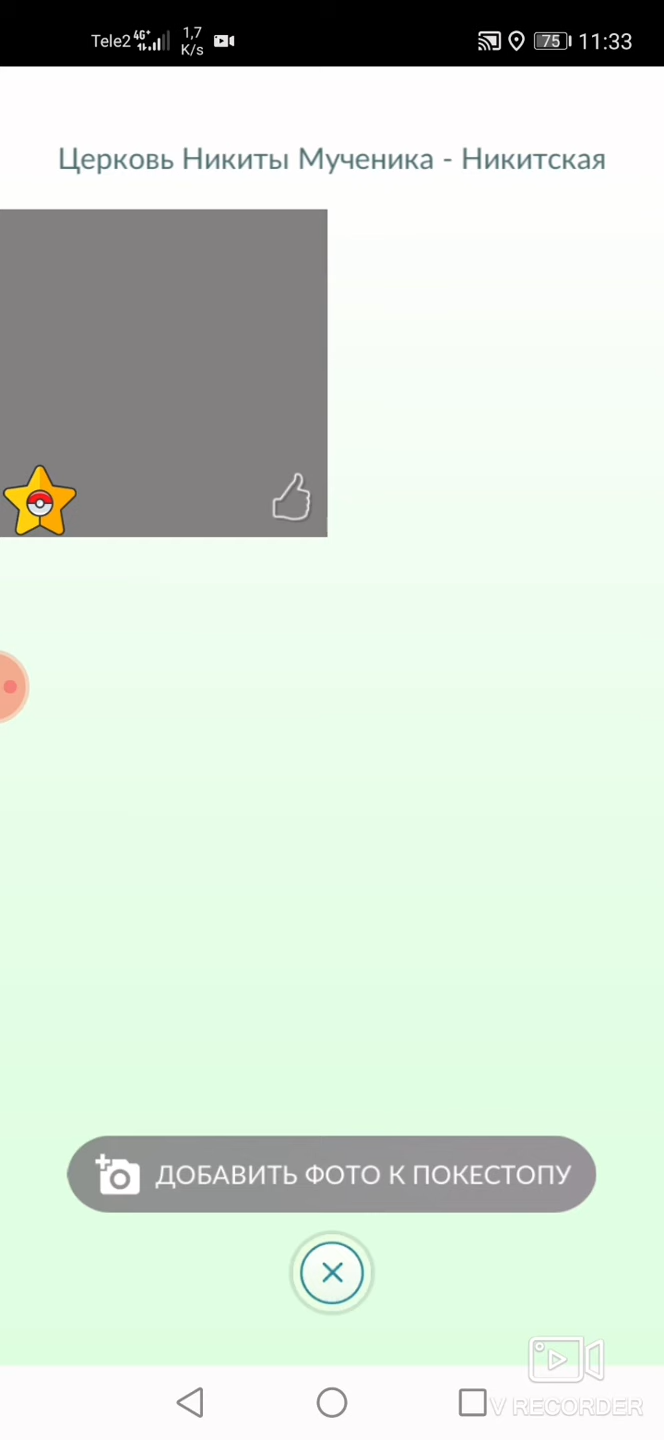 Tele2 4G+ 1,7 K/s 75 11:33
Церковь Никиты Мученика - Никитская
ДОБАВИТЬ ФОТО К ПОКЕСТОПУ
V RECORDER